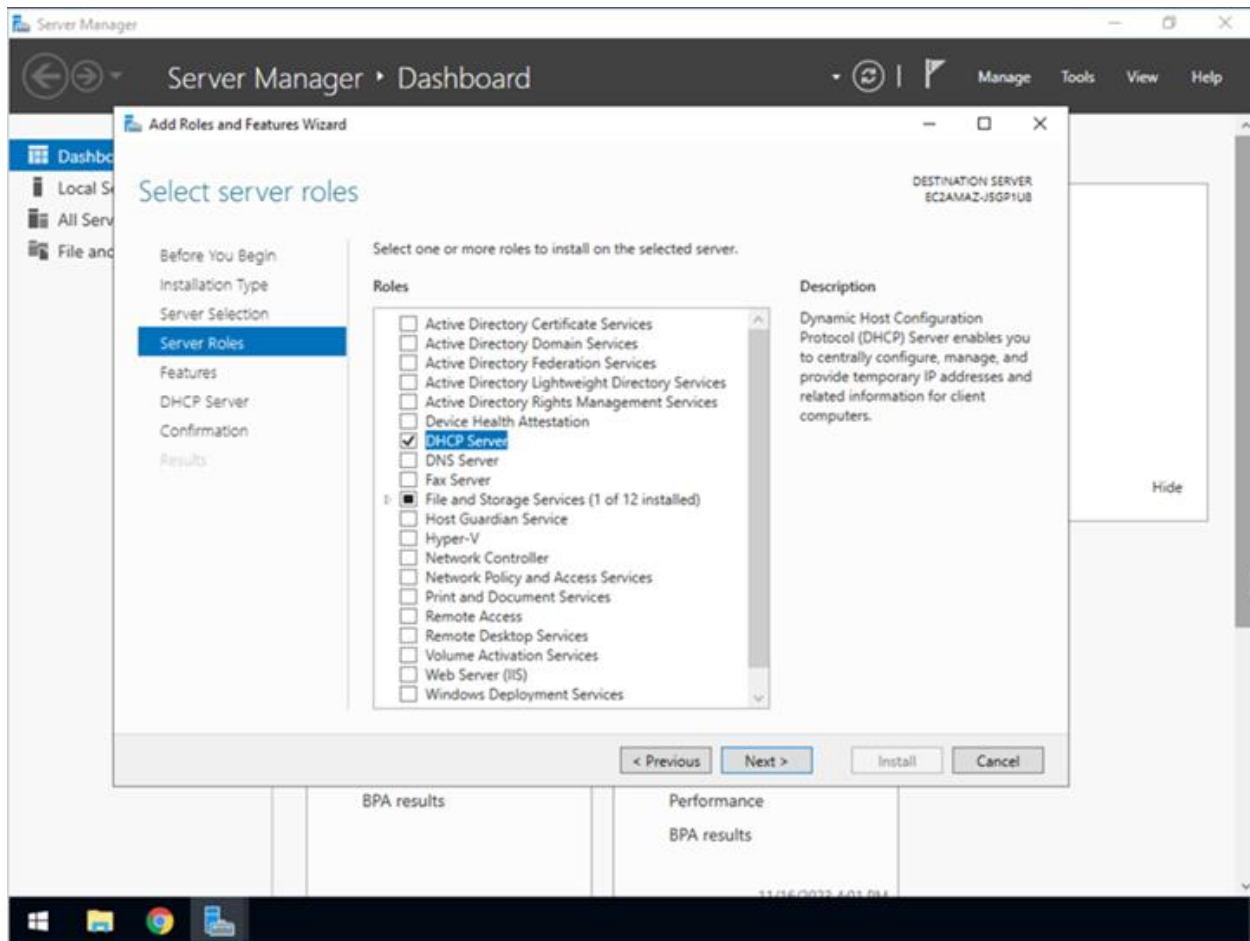 Server Manager
Server Manager ‣ Dashboard
Manage Tools View Help
Add Roles and Features Wizard
Dashbo
Local Se
All Serv
File and
Select server roles
DESTINATION SERVER
EC2AMAZ-JSGP1U8
Before You Begin
Installation Type
Server Selection
Server Roles
Features
DHCP Server
Confirmation
Results
Select one or more roles to install on the selected server.
Roles
Active Directory Certificate Services
Active Directory Domain Services
Active Directory Federation Services
Active Directory Lightweight Directory Services
Active Directory Rights Management Services
Device Health Attestation
DHCP Server
DNS Server
Fax Server
File and Storage Services (1 of 12 installed)
Host Guardian Service
Hyper-V
Network Controller
Network Policy and Access Services
Print and Document Services
Remote Access
Remote Desktop Services
Volume Activation Services
Web Server (IIS)
Windows Deployment Services
Description
Dynamic Host Configuration
Protocol (DHCP) Server enables you
to centrally configure, manage, and
provide temporary IP addresses and
related information for client
computers.
Hide
< Previous
Next >
Install
Cancel
BPA results
Performance
BPA results